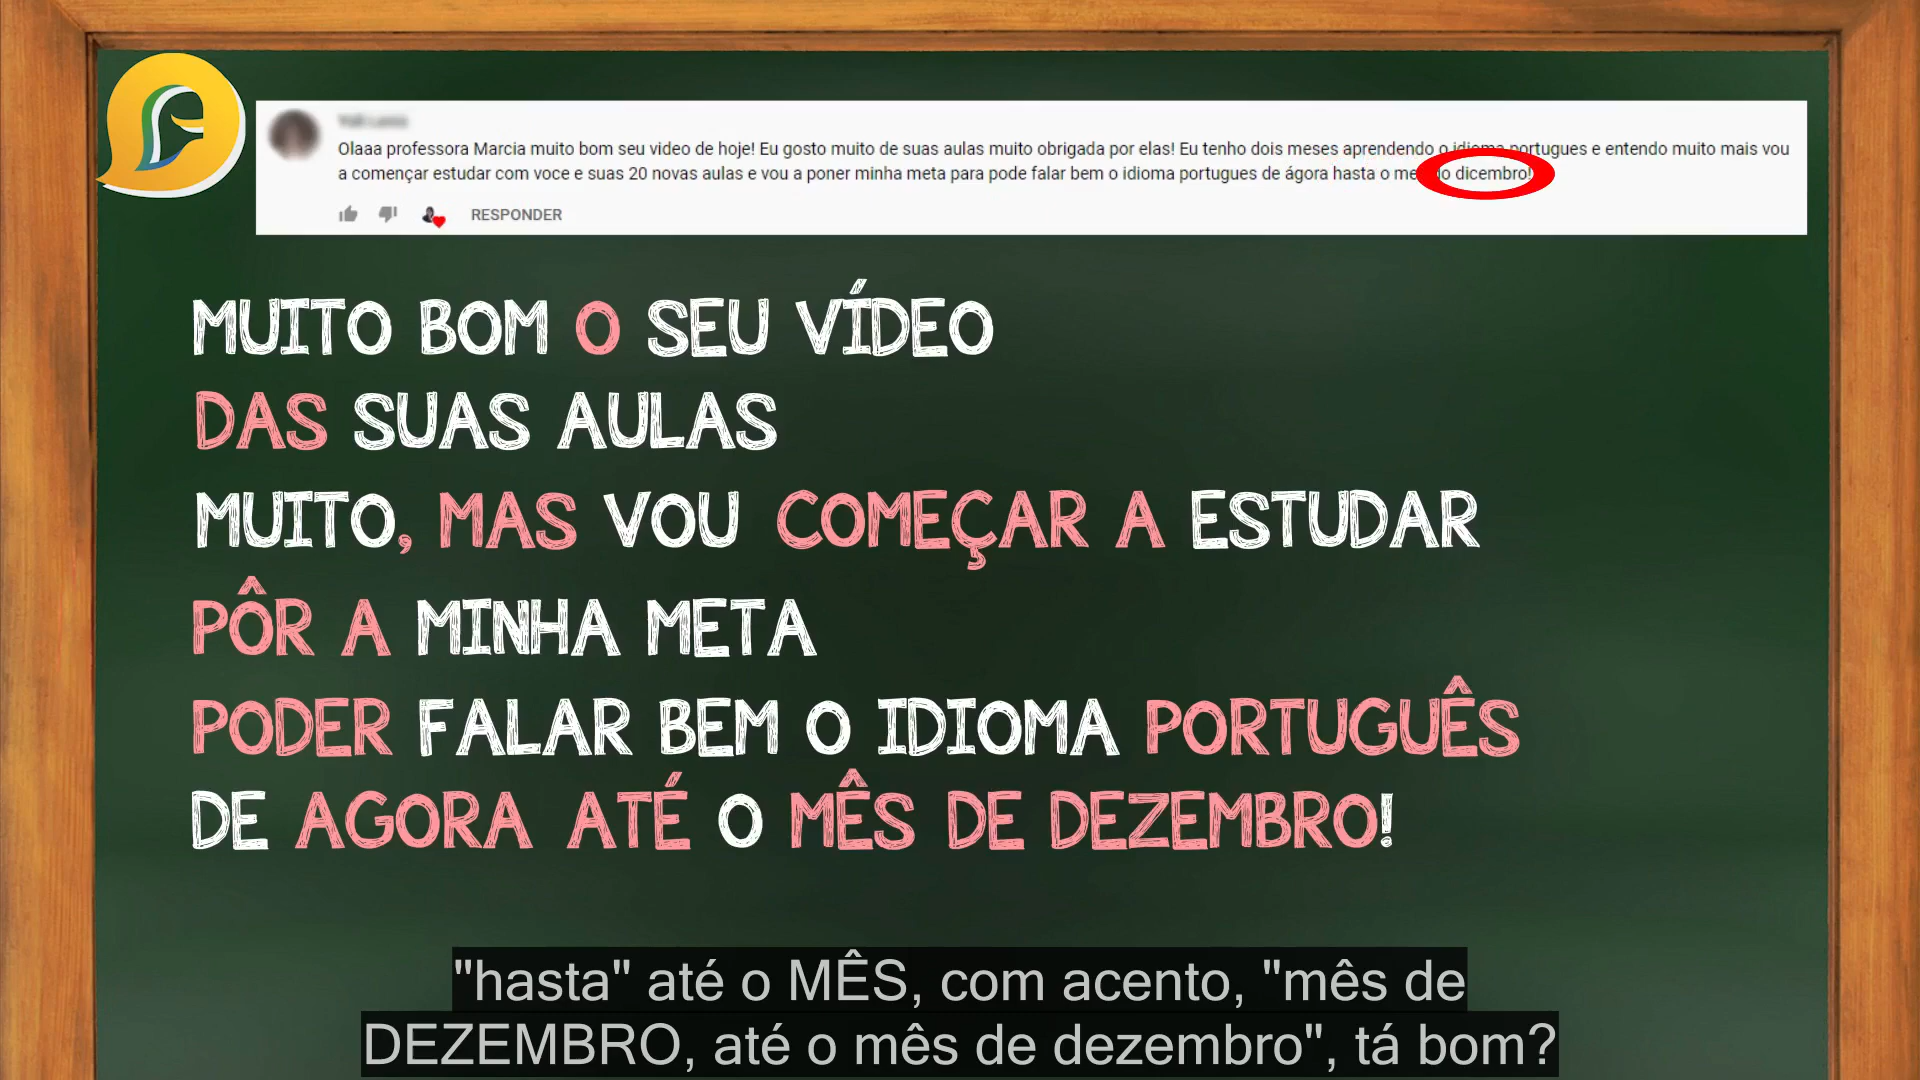 Olaaa professora Marcia muito bom seu video de hoje! Eu gosto muito de suas aulas muito obrigada por elas! Eu tenho dois meses aprendendo o idioma portugues e entendo muito mais vou
a començar estudar com voce e suas 20 novas aulas e vou a poner minha meta para pode falar bem o idioma portugues de ágora hasta o dicembro!
RESPONDER
MUITO BOM O SEU VÍDEO
DAS SUAS AULAS
MUITO, MAS VOU COMEÇAR A ESTUDAR
PÔR A MINHA META
PODER FALAR BEM O IDIOMA PORTUGUÊS
DE AGORA ATÉ O MÊS DE DEZEMBRO!
"hasta" até o MÊS, com acento, "mês de
DEZEMBRO, até o mês de dezembro", tá bom?